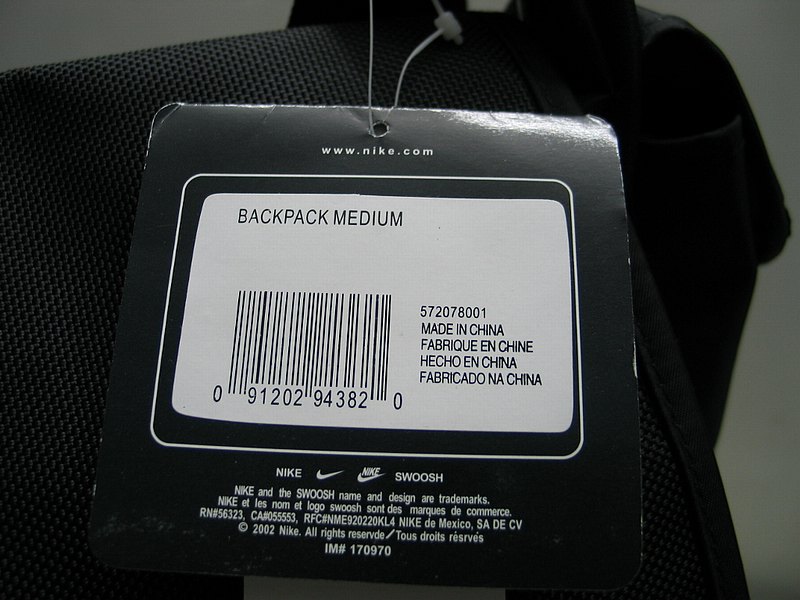 www.nike.com
BACKPACK MEDIUM
572078001
MADE IN CHINA
FABRIQUE EN CHINE
HECHO EN CHINA
FABRICADO NA CHINA
0 91202 94382 0
NIKE NIKE SWOOSH
NIKE and the SWOOSH name and design are trademarks.
NIKE et les nom et logo swoosh sont des marques de commerce.
RN#56323, CA#055553, RFC#NME920220KL4 NIKE de Mexico, SA DE CV
© 2002 Nike. All rights reservde/Tous droits résrvés
IM# 170970